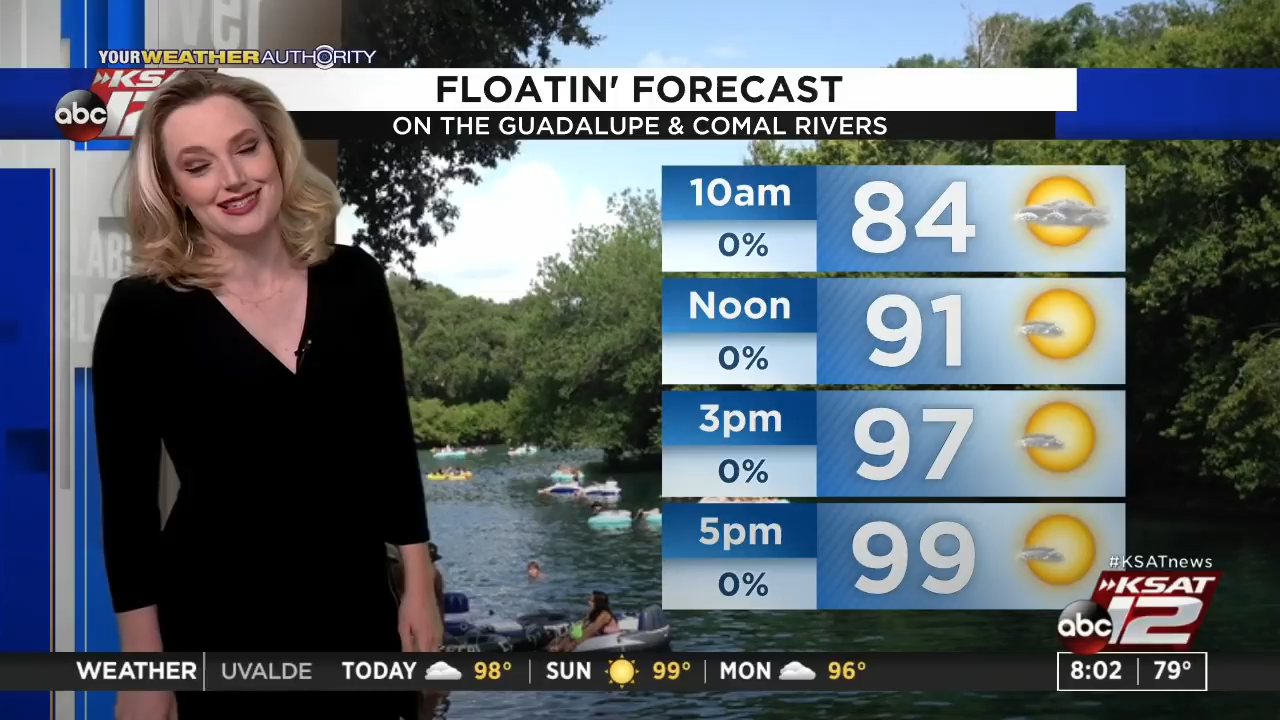 YOUR WEATHER AUTHORITY
KSAT
abc 12
FLOATIN' FORECAST
ON THE GUADALUPE & COMAL RIVERS
10am 84
0%
Noon 91
0%
3pm 97
0%
5pm 99
0%
#KSATnews
KSAT
abc 12
WEATHER UVALDE TODAY 98° SUN 99° MON 96° 8:02 79°